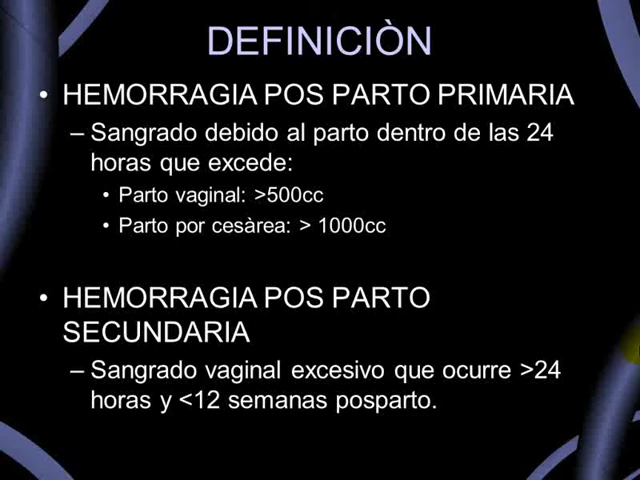 DEFINICIÒN
• HEMORRAGIA POS PARTO PRIMARIA
– Sangrado debido al parto dentro de las 24
horas que excede:
• Parto vaginal: >500cc
• Parto por cesàrea: > 1000cc
• HEMORRAGIA POS PARTO
SECUNDARIA
– Sangrado vaginal excesivo que ocurre >24
horas y <12 semanas posparto.